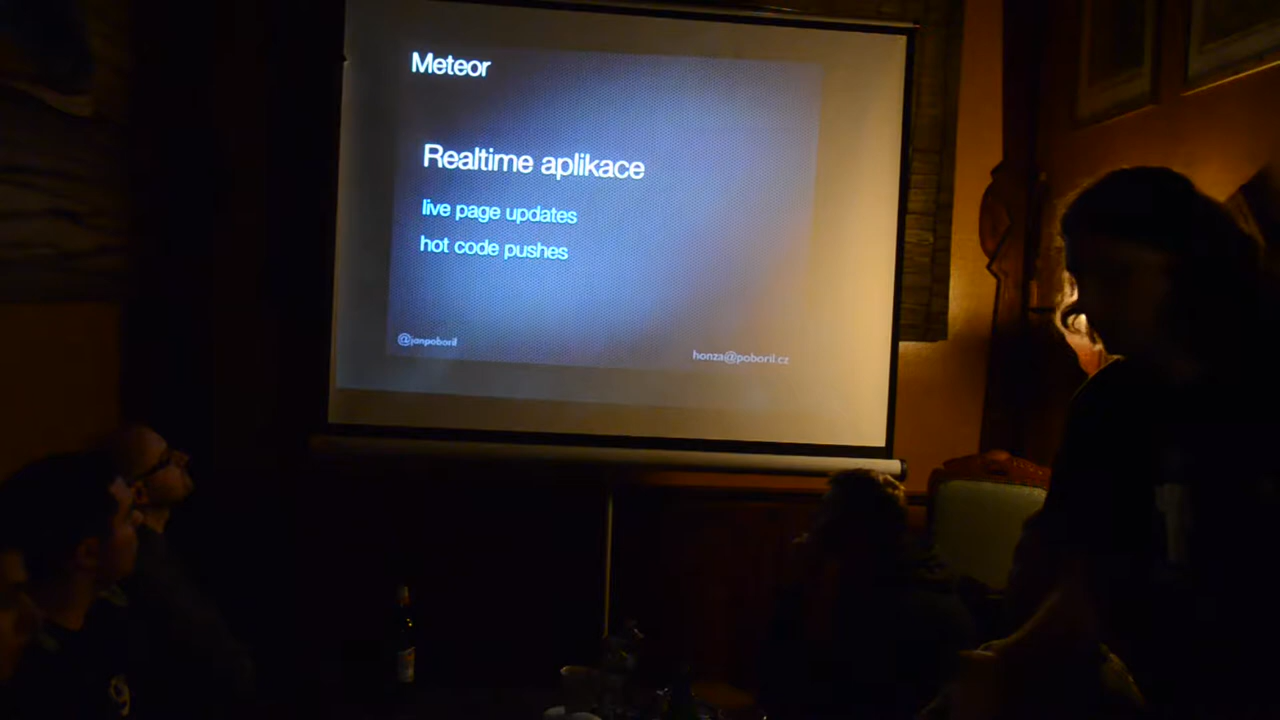 Meteor
Realtime aplikace
live page updates
hot code pushes
@janpoboril
honza@poboril.cz